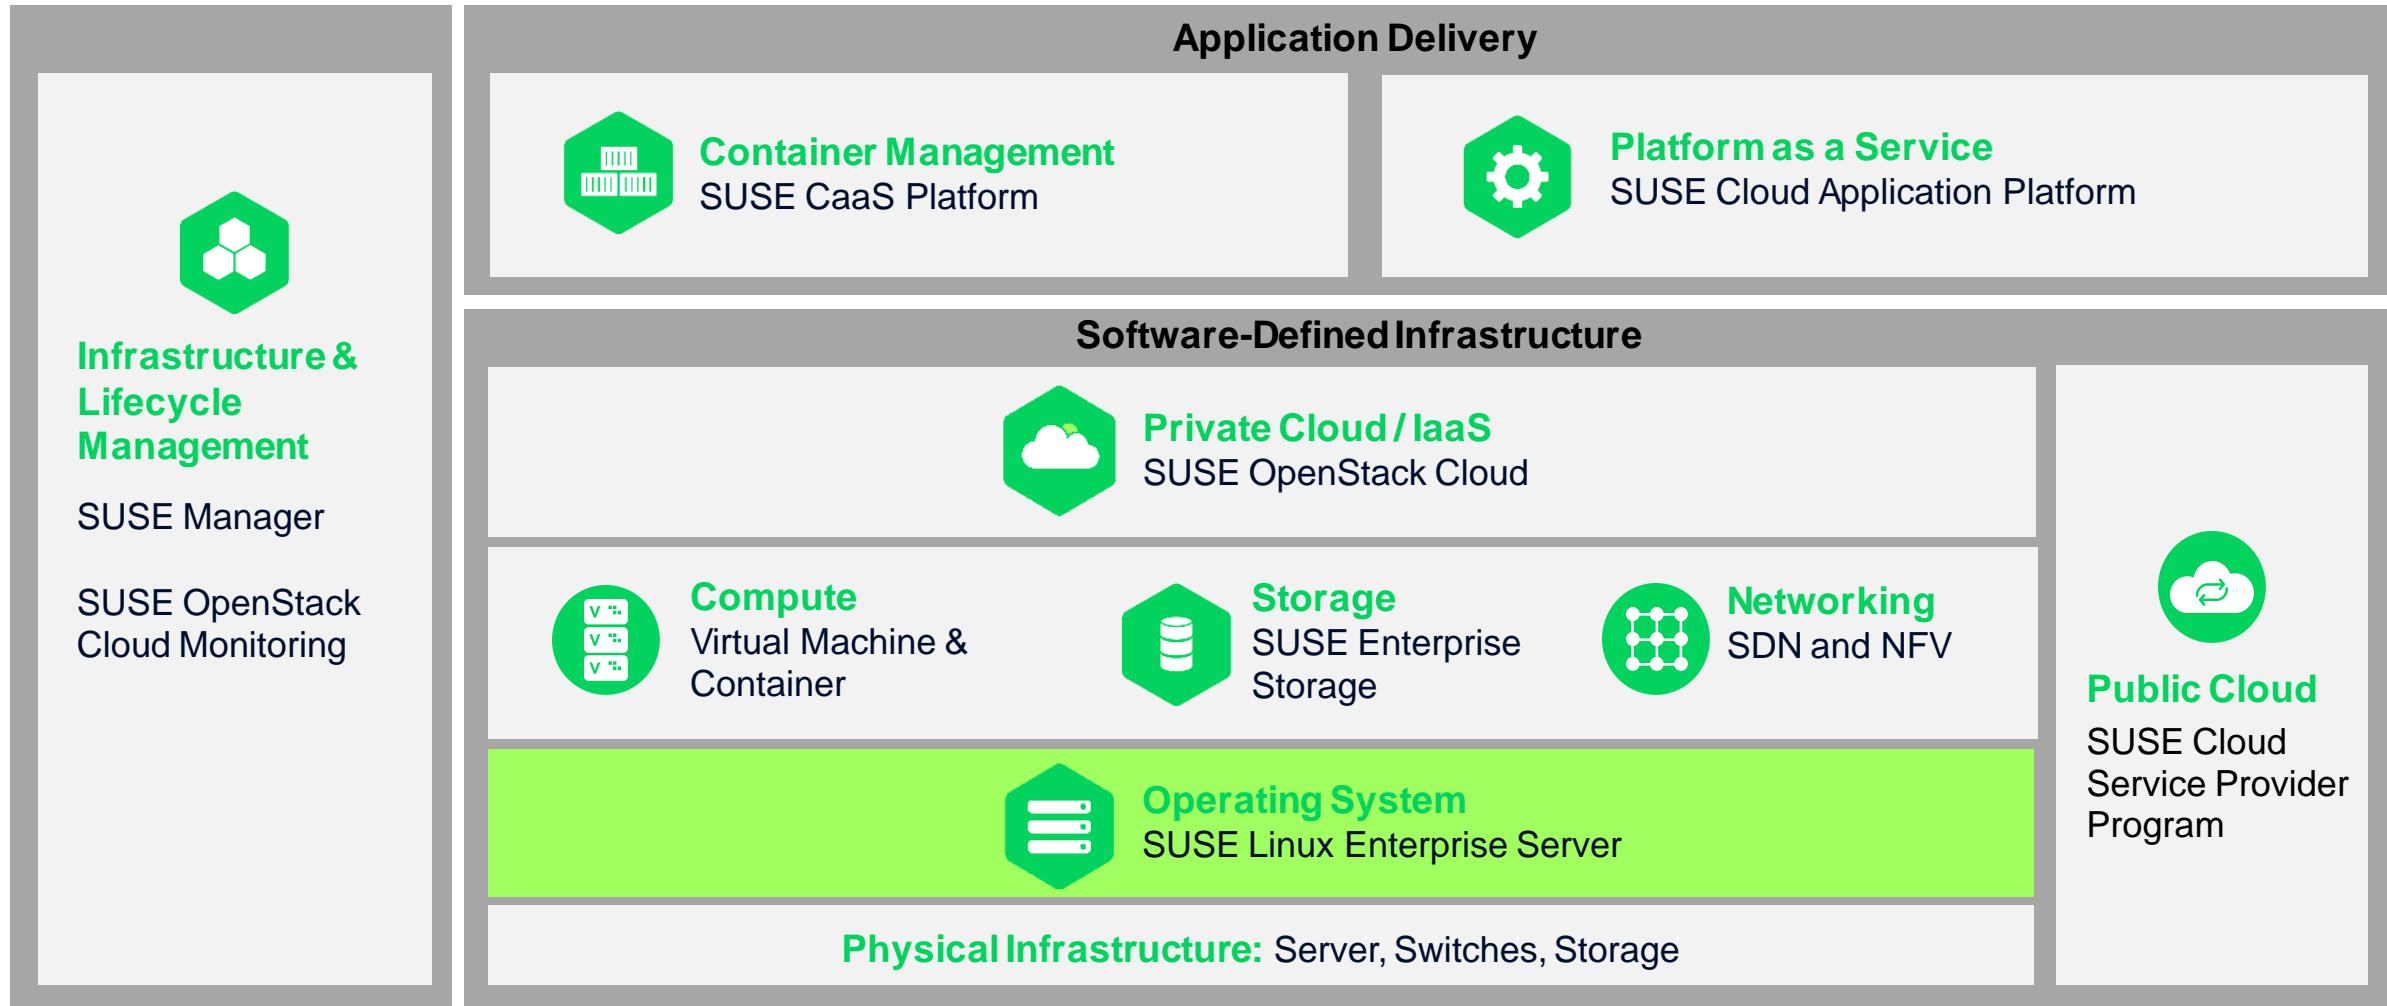 Infrastructure &
Lifecycle
Management
SUSE Manager
SUSE OpenStack
Cloud Monitoring
Application Delivery
Container Management
SUSE CaaS Platform
Platform as a Service
SUSE Cloud Application Platform
Software-Defined Infrastructure
Private Cloud / IaaS
SUSE OpenStack Cloud
Compute
Virtual Machine &
Container
Storage
SUSE Enterprise
Storage
Networking
SDN and NFV
Operating System
SUSE Linux Enterprise Server
Physical Infrastructure: Server, Switches, Storage
Public Cloud
SUSE Cloud
Service Provider
Program
V
V
V